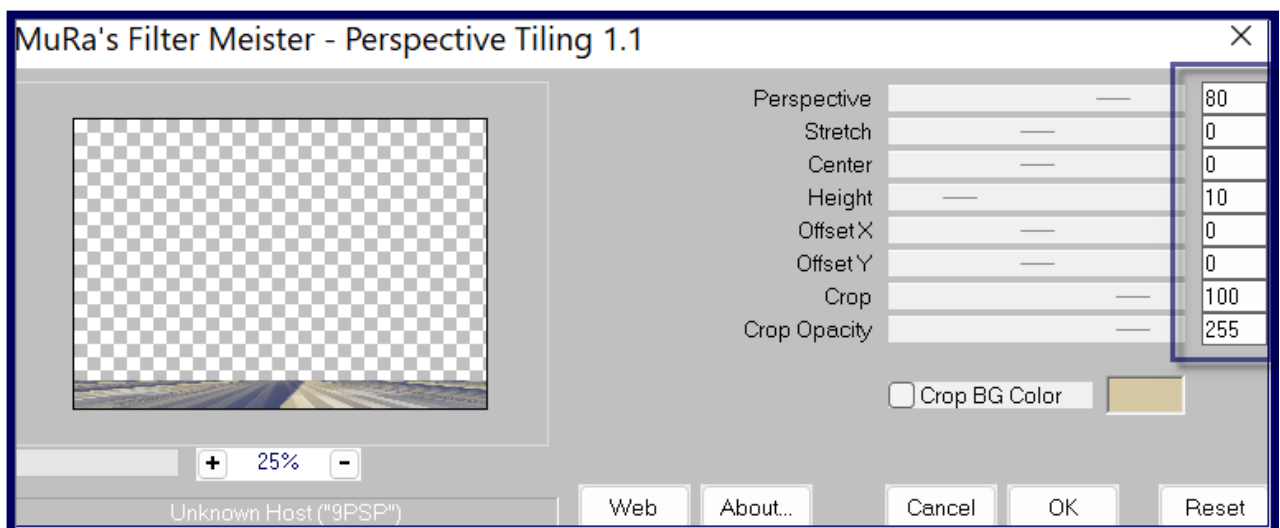 MuRa's Filter Meister - Perspective Tiling 1.1
Perspective 80
Stretch 0
Center 0
Height 10
Offset X 0
Offset Y 0
Crop 100
Crop Opacity 255
Crop BG Color
+ 25% -
Unknown Host ("9PSP") Web About... Cancel OK Reset